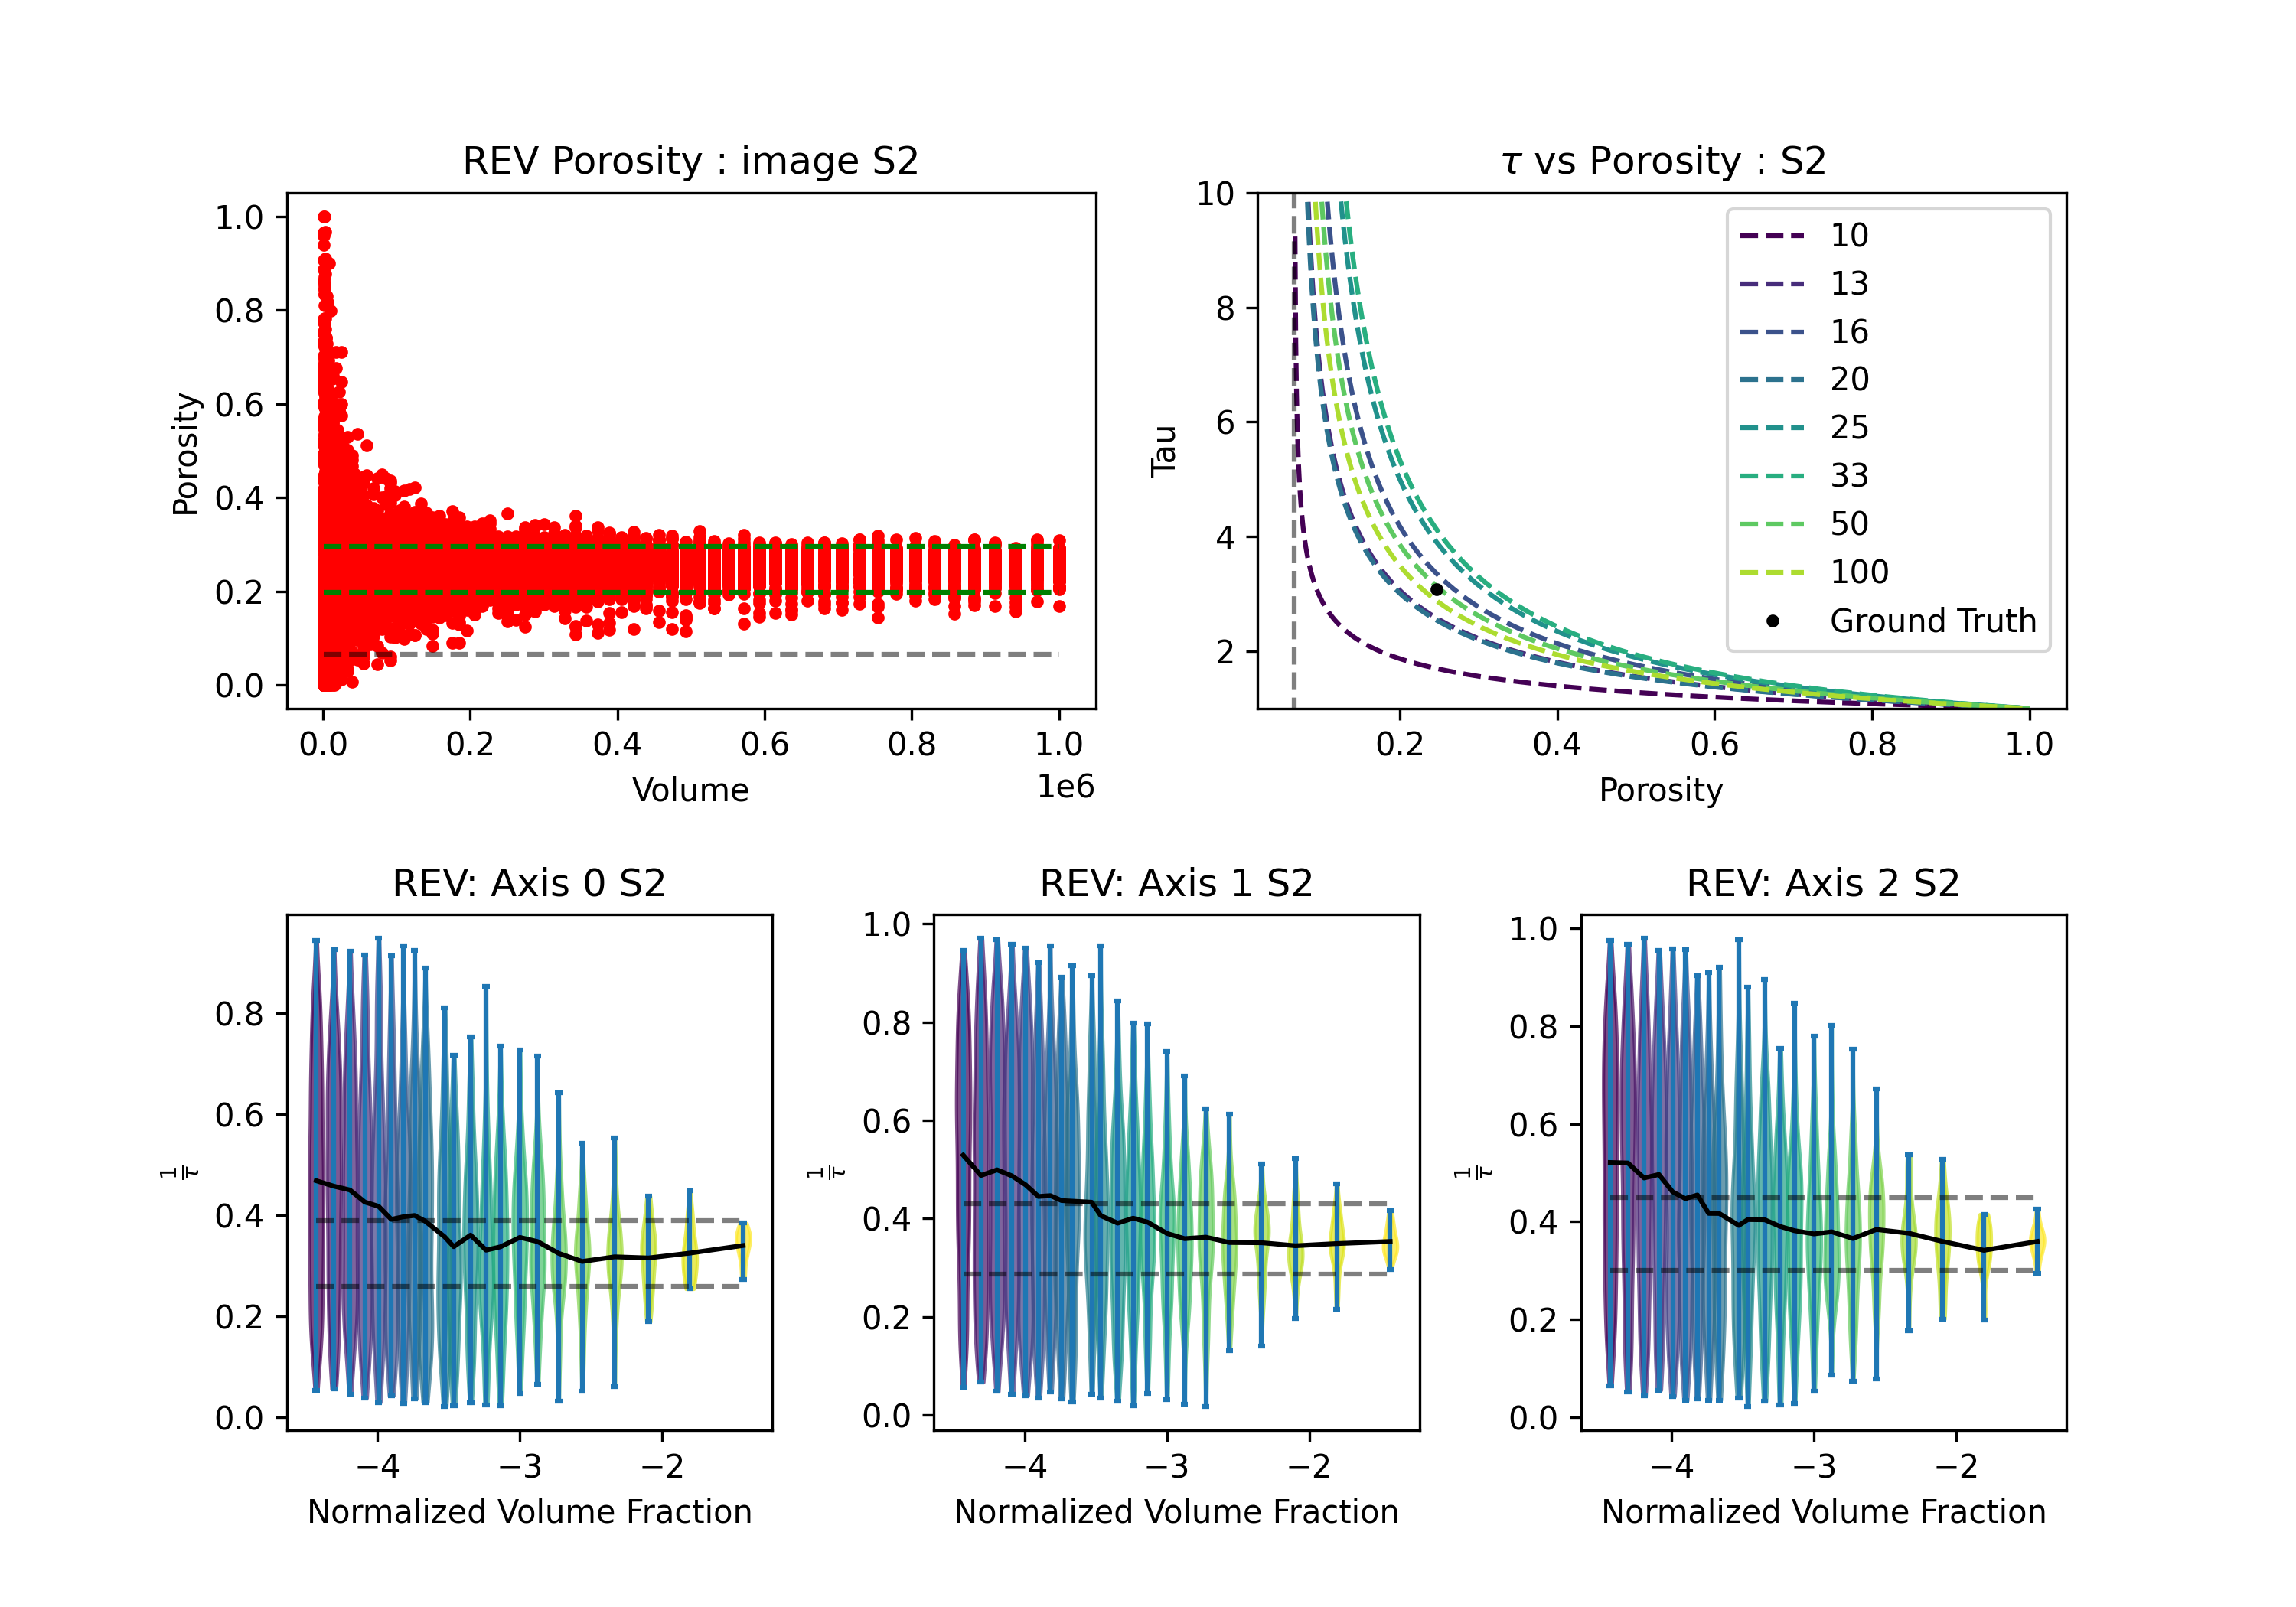 REV Porosity : image S2
1.0
0.8
0.6
0.4
0.2
0.0
Porosity
0.0 0.2 0.4 0.6 0.8 1.0
1e6
Volume
τ vs Porosity : S2
10
8
6
4
2
Tau
0.2 0.4 0.6 0.8 1.0
Porosity
10
13
16
20
25
33
50
100
Ground Truth
REV: Axis 0 S2
0.8
0.6
0.4
0.2
0.0
1/τ
−4 −3 −2
Normalized Volume Fraction
REV: Axis 1 S2
1.0
0.8
0.6
0.4
0.2
0.0
1/τ
−4 −3 −2
Normalized Volume Fraction
REV: Axis 2 S2
1.0
0.8
0.6
0.4
0.2
0.0
1/τ
−4 −3 −2
Normalized Volume Fraction